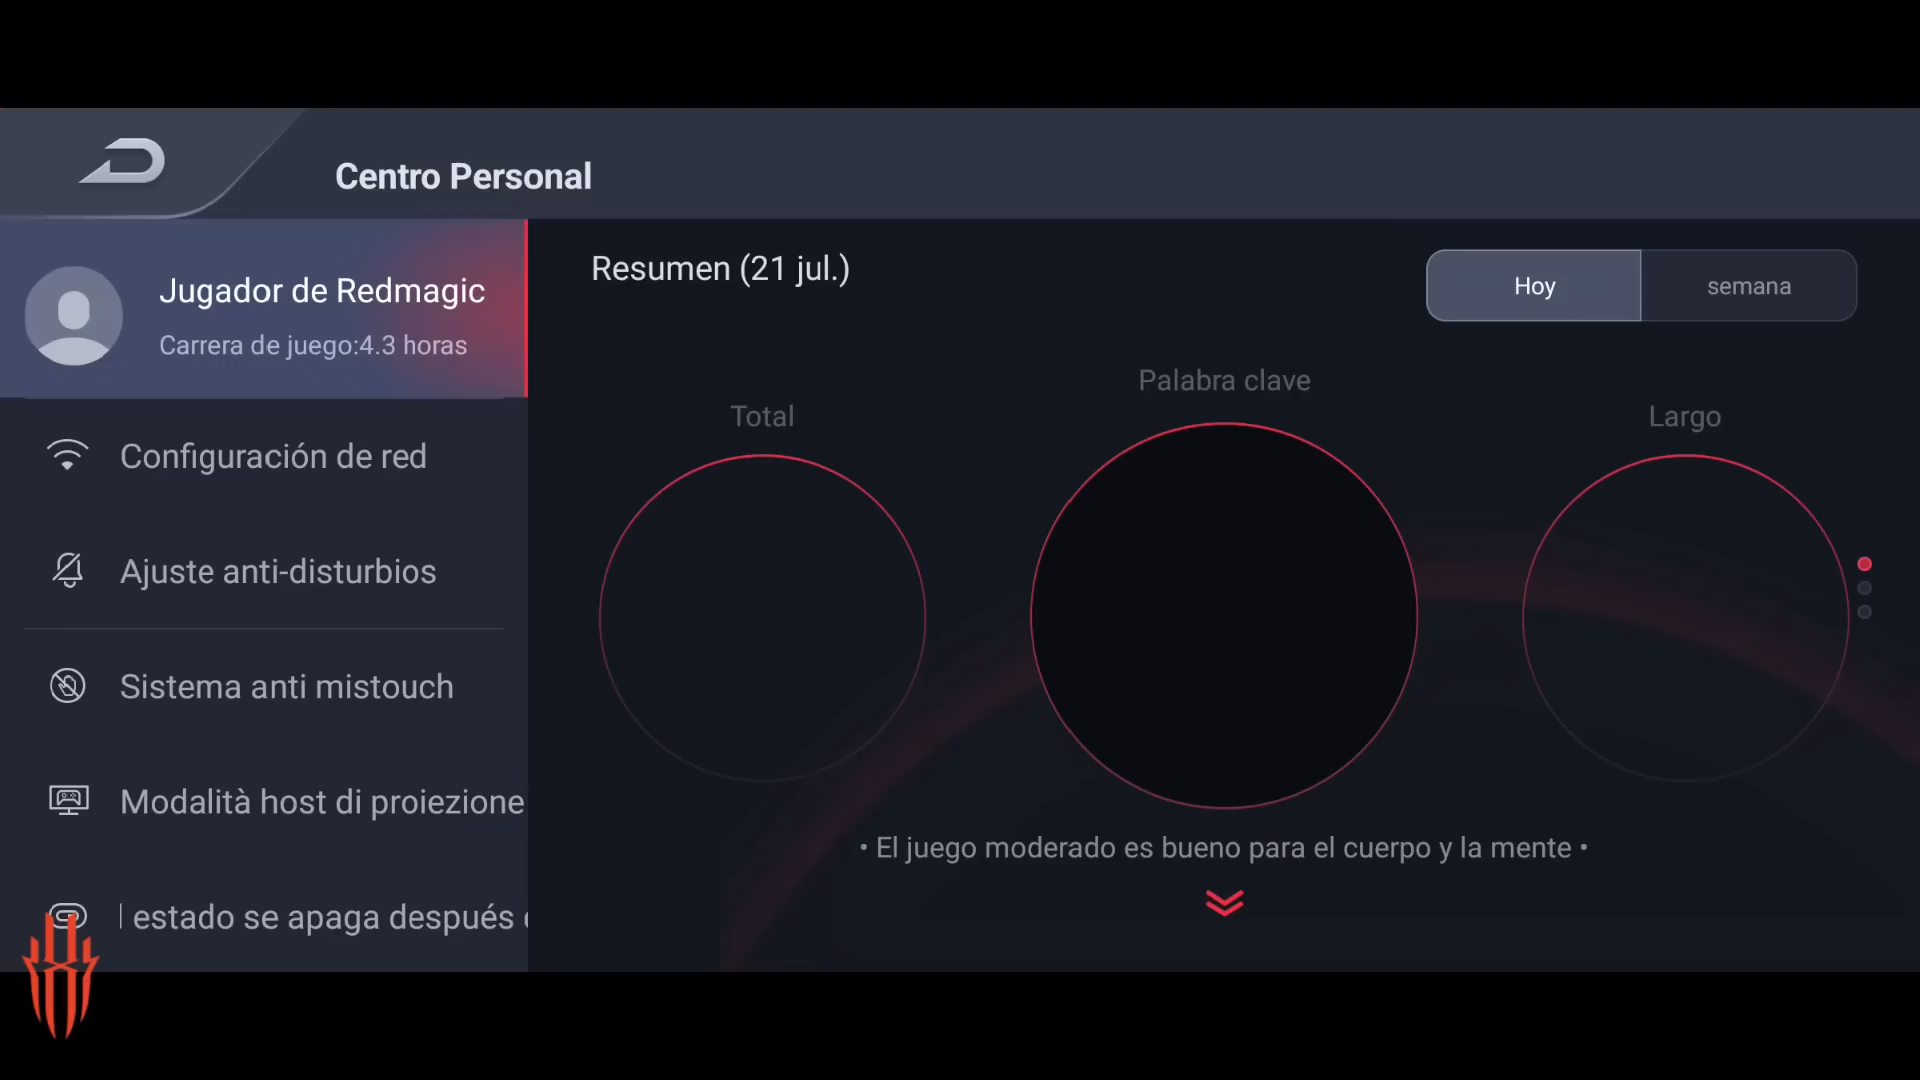 Centro Personal
Jugador de Redmagic
Carrera de juego:4.3 horas
Configuración de red
Ajuste anti-disturbios
Sistema anti mistouch
Modalità host di proiezione
estado se apaga después
Resumen (21 jul.)
Hoy
semana
Total
Palabra clave
Largo
• El juego moderado es bueno para el cuerpo y la mente •